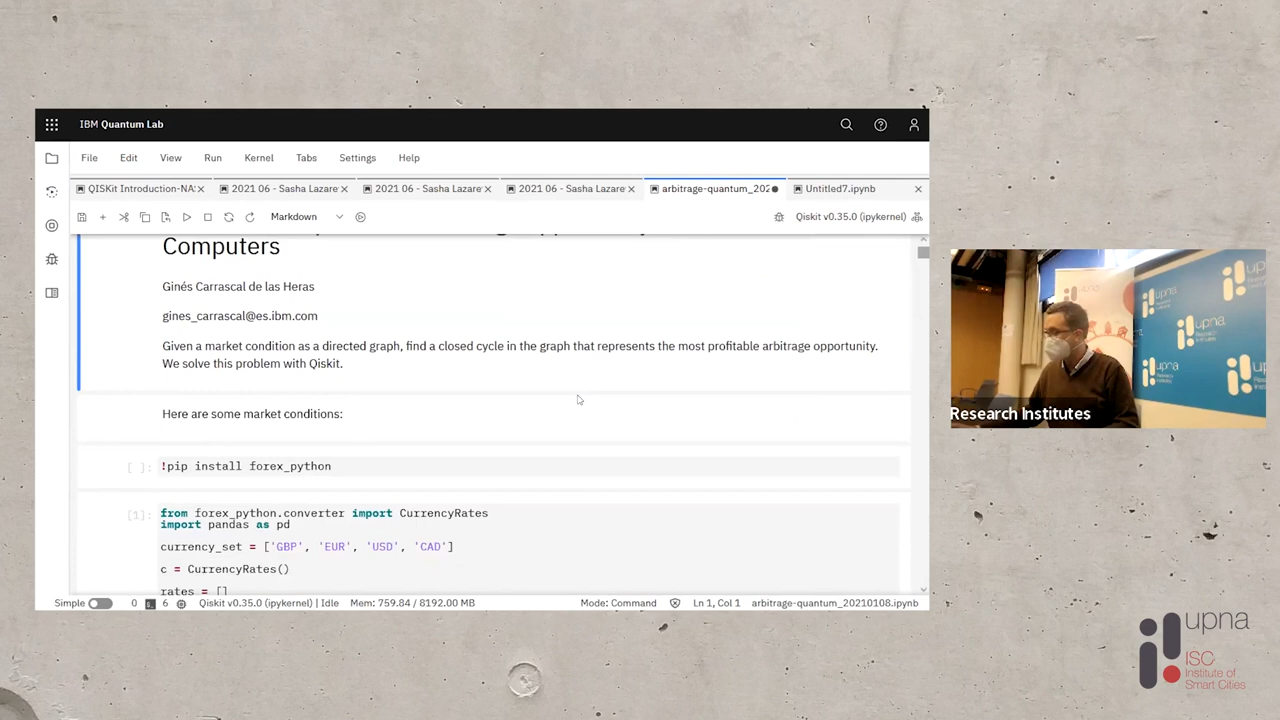 IBM Quantum Lab
File Edit View Run Kernel Tabs Settings Help
QISKit Introduction-NA 2021 06 - Sasha Lazare 2021 06 - Sasha Lazare 2021 06 - Sasha Lazare arbitrage-quantum_202 Untitled7.ipynb
Markdown Qiskit v0.35.0 (ipykernel)
Computers
Ginés Carrascal de las Heras
gines_carrascal@es.ibm.com
Given a market condition as a directed graph, find a closed cycle in the graph that represents the most profitable arbitrage opportunity.
We solve this problem with Qiskit.
Here are some market conditions:
[ ]: !pip install forex_python
[1]: from forex_python.converter import CurrencyRates
import pandas as pd
currency_set = ['GBP', 'EUR', 'USD', 'CAD']
c = CurrencyRates()
rates = []
Simple 0 6 Qiskit v0.35.0 (ipykernel) | Idle Mem: 759.84 / 8192.00 MB Mode: Command Ln 1, Col 1 arbitrage-quantum_20210108.ipynb
upna
upna
upna
upna
Research Institutes
upna
ISC
Institute of
Smart Cities